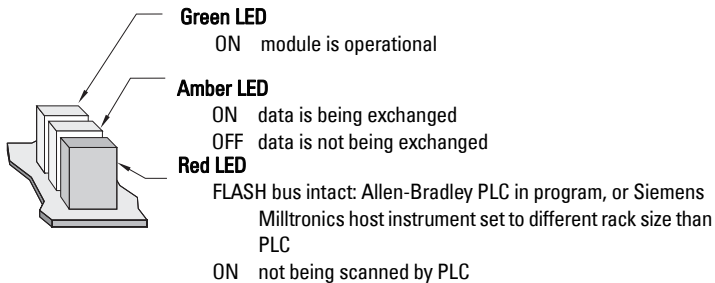 Green LED
ON module is operational
Amber LED
ON data is being exchanged
OFF data is not being exchanged
Red LED
FLASH bus intact: Allen-Bradley PLC in program, or Siemens
Milltronics host instrument set to different rack size than
PLC
ON not being scanned by PLC